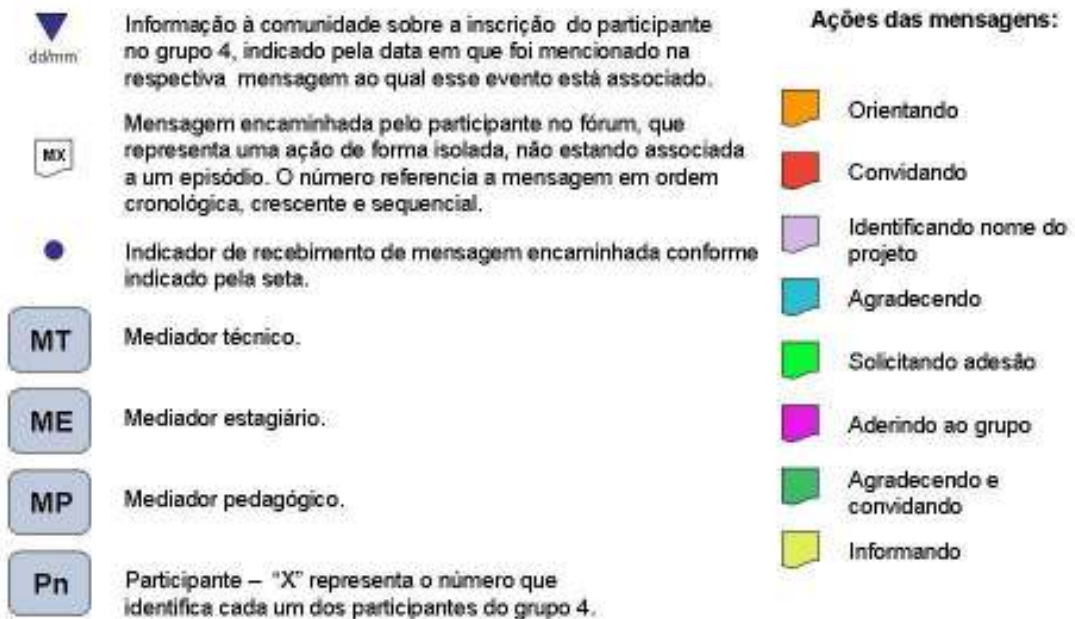 dd/mm
Informação à comunidade sobre a inscrição do participante
no grupo 4, indicado pela data em que foi mencionado na
respectiva mensagem ao qual esse evento está associado.
MX
Mensagem encaminhada pelo participante no fórum, que
representa uma ação de forma isolada, não estando associada
a um episódio. O número referencia a mensagem em ordem
cronológica, crescente e sequencial.
Indicador de recebimento de mensagem encaminhada conforme
indicado pela seta.
MT
Mediador técnico.
ME
Mediador estagiário.
MP
Mediador pedagógico.
Pn
Participante – "X" representa o número que
identifica cada um dos participantes do grupo 4.
Ações das mensagens:
Orientando
Convidando
Identificando nome do
projeto
Agradecendo
Solicitando adesão
Aderindo ao grupo
Agradecendo e
convidando
Informando